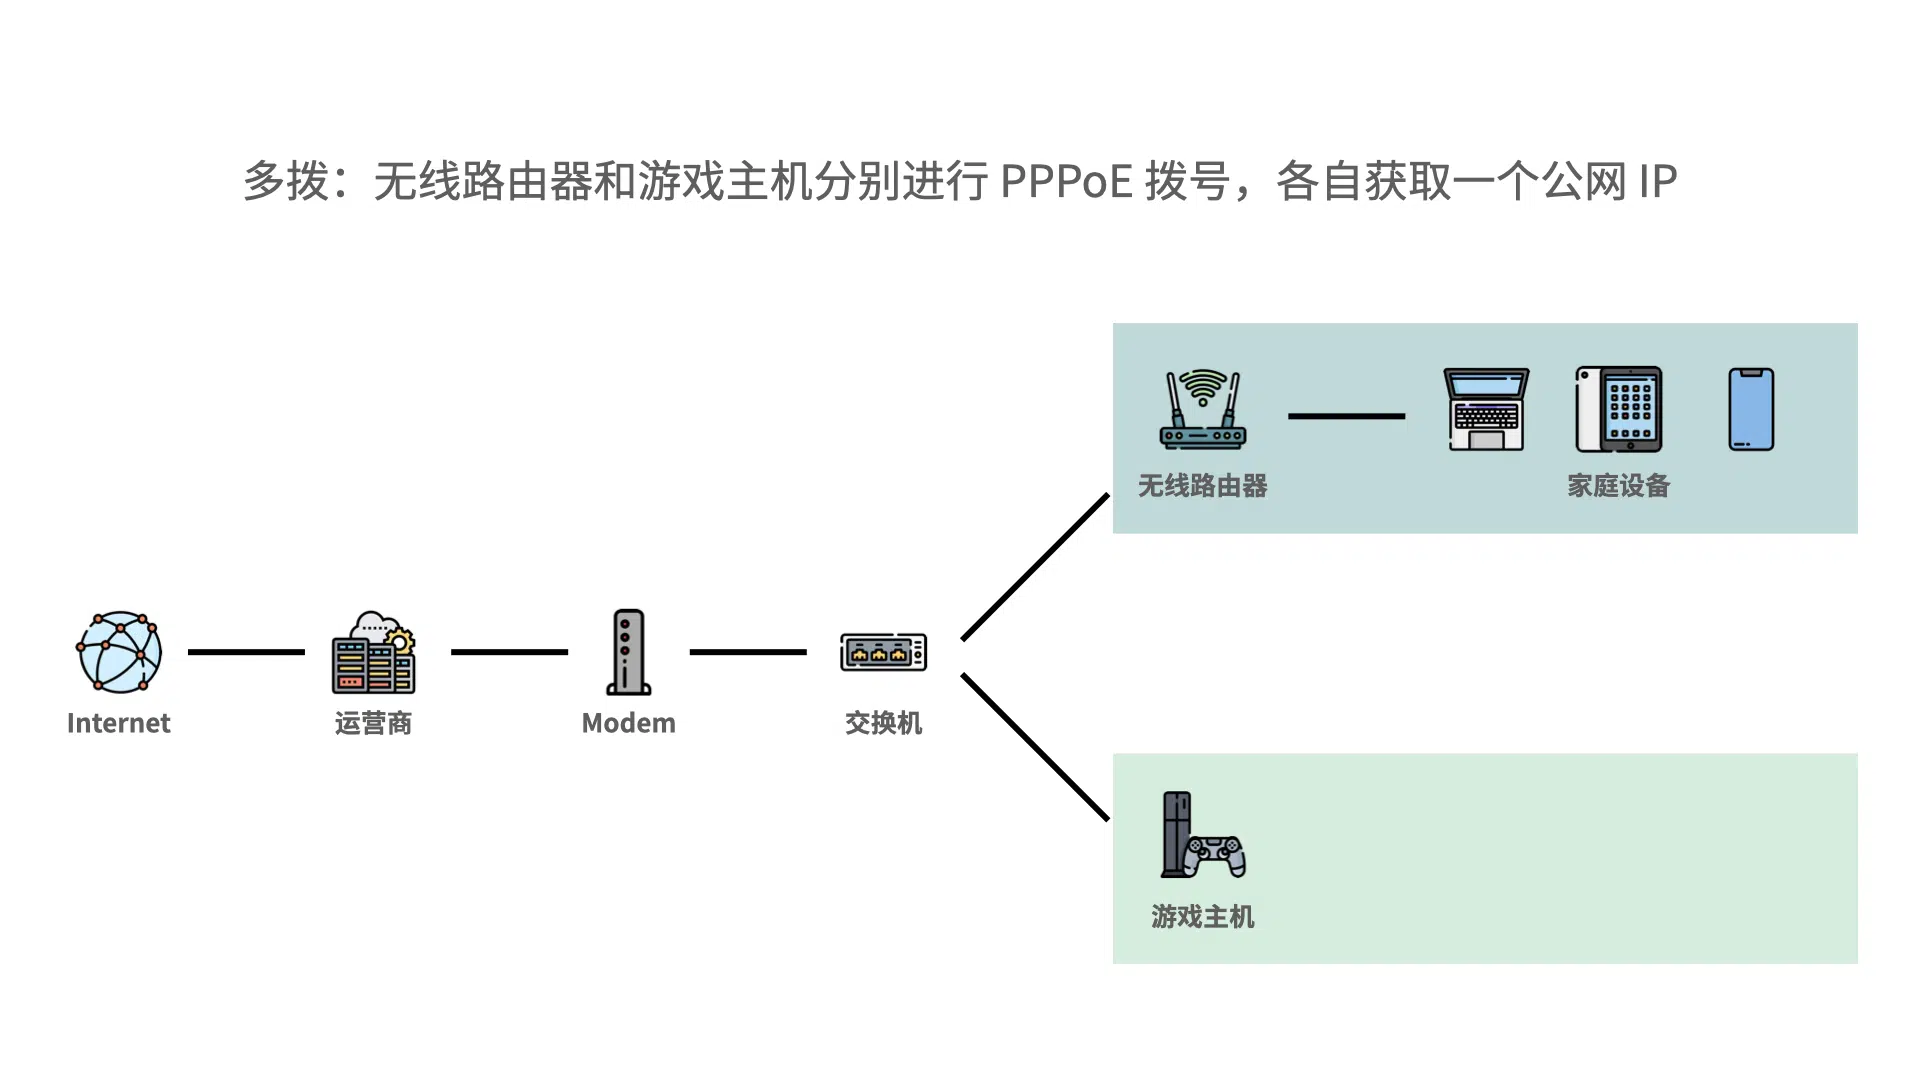 多拨：无线路由器和游戏主机分别进行 PPPoE 拨号，各自获取一个公网 IP
无线路由器
家庭设备
Internet
运营商
Modem
交换机
游戏主机